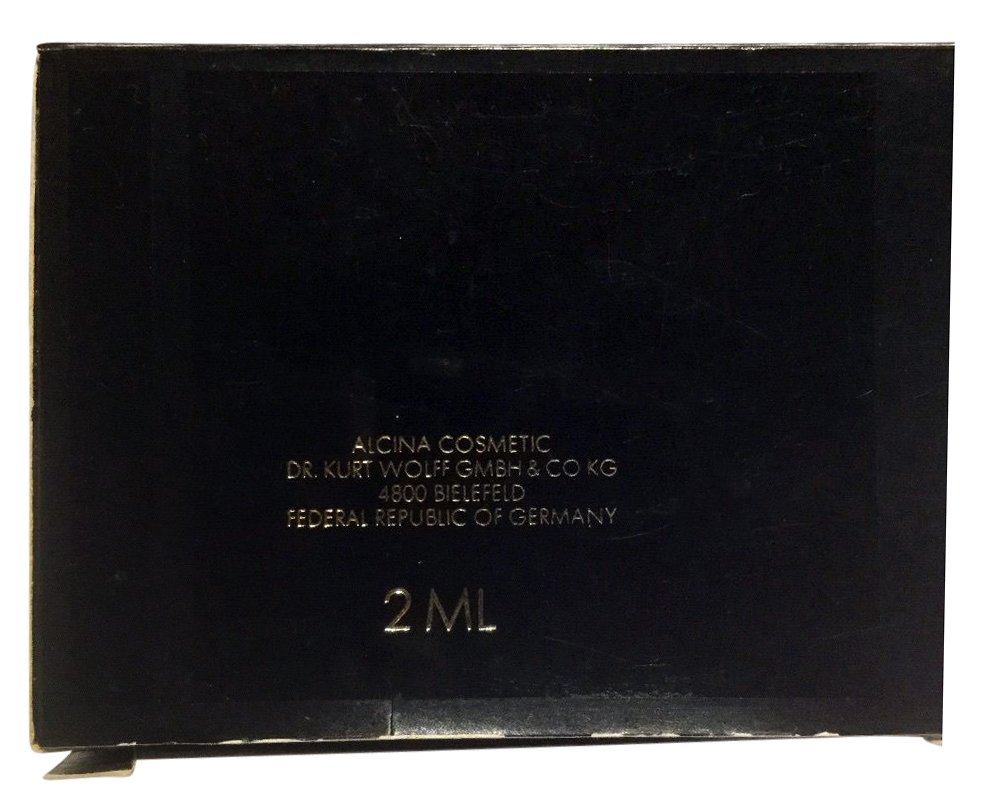 ALCINA COSMETIC
DR. KURT WOLFF GMBH & CO KG
4800 BIELEFELD
FEDERAL REPUBLIC OF GERMANY
2 ML